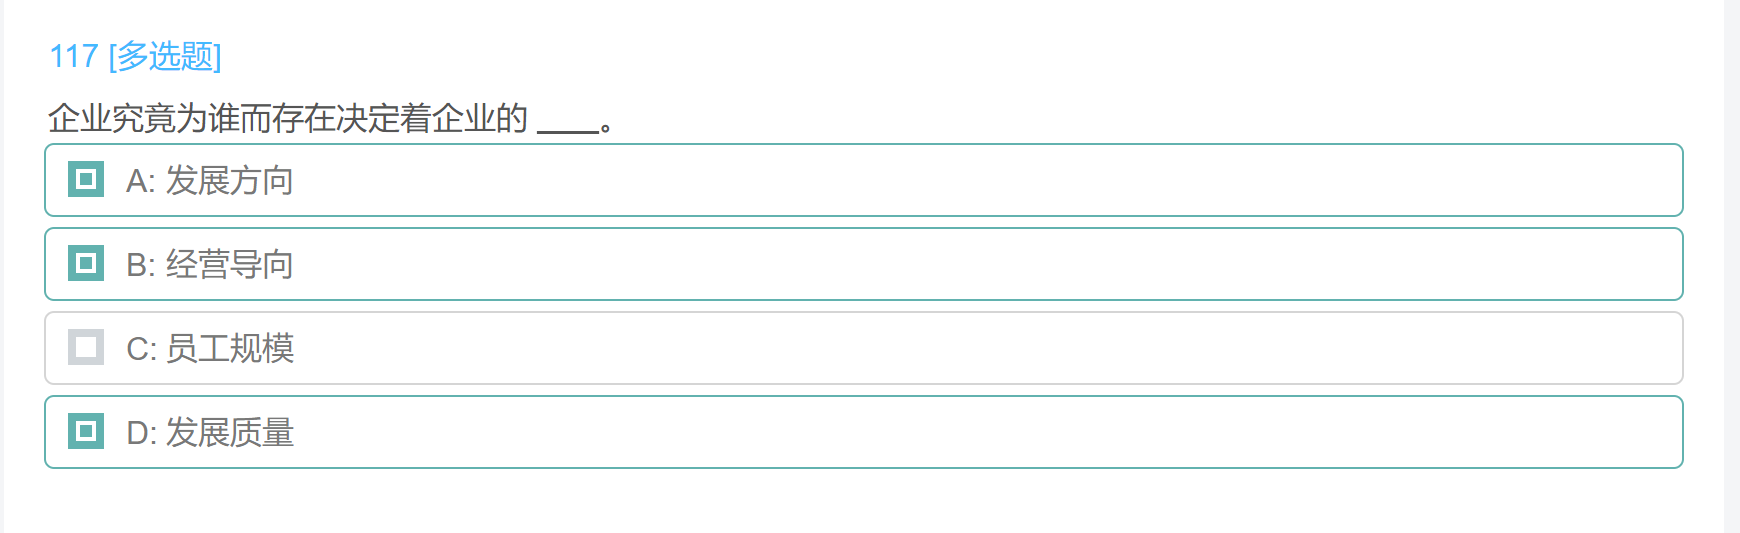 117 [多选题]
企业究竟为谁而存在决定着企业的 ____。
A: 发展方向
B: 经营导向
C: 员工规模
D: 发展质量